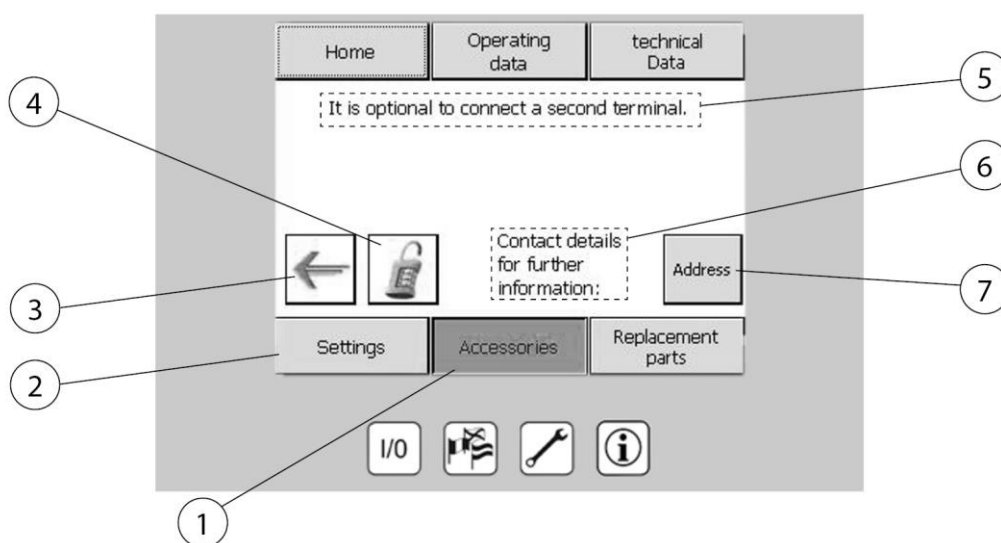 Home
Operating
data
technical
Data
It is optional to connect a second terminal.
5
4
6
Contact details
for further
information:
Address
3
7
Settings
Accessories
Replacement
parts
2
I/0
i
1